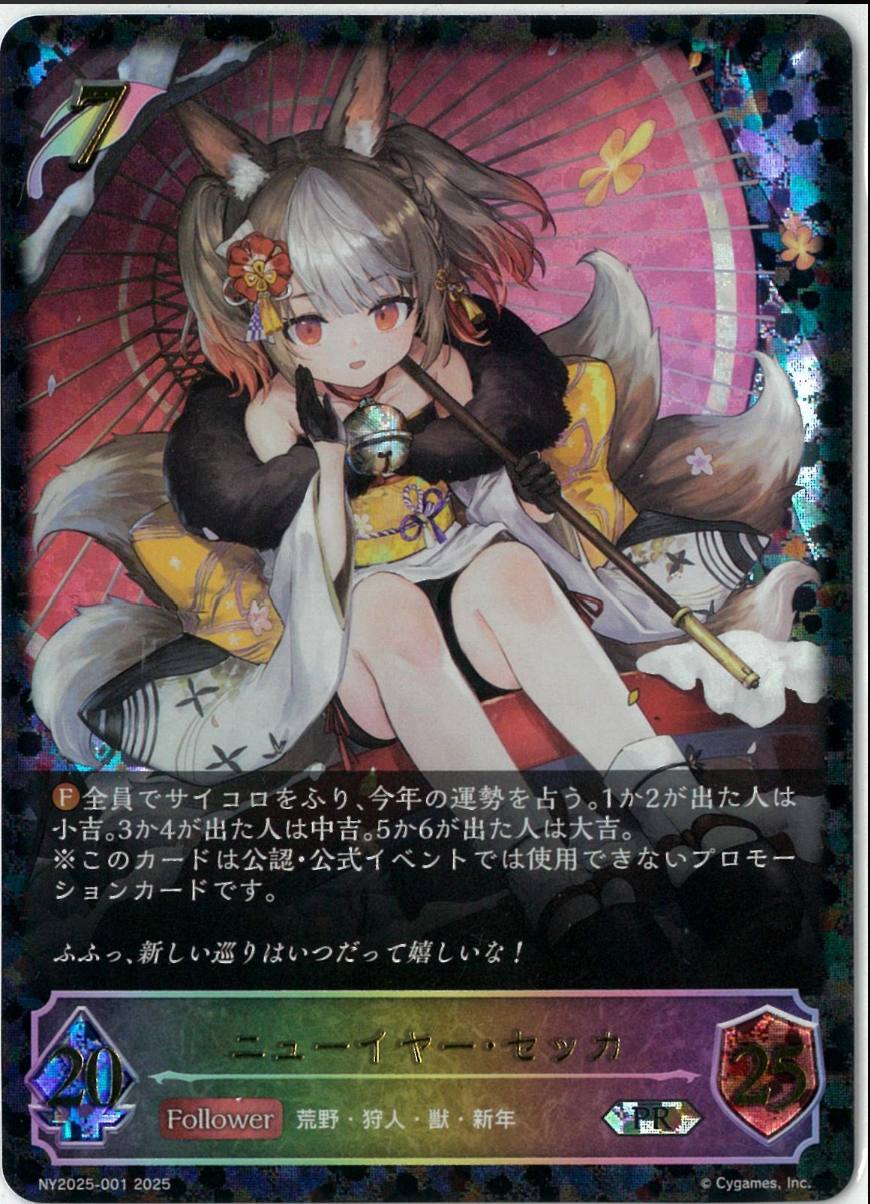 7
F 全員でサイコロをふり、今年の運勢を占う。1か2が出た人は
小吉。3か4が出た人は中吉。5か6が出た人は大吉。
※このカードは公認・公式イベントでは使用できないプロモー
ションカードです。
ふふっ、新しい巡りはいつだって嬉しいな！
ニューイヤー・セッカ
20
25
Follower 荒野・狩人・獣・新年
PR
NY2025-001 2025
© Cygames, Inc.